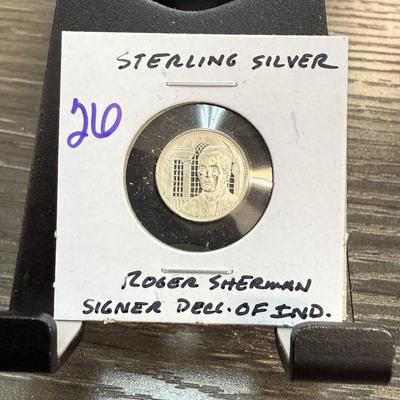 STERLING SILVER
26
ROGER SHERMAN
SIGNER DECL. OF IND.